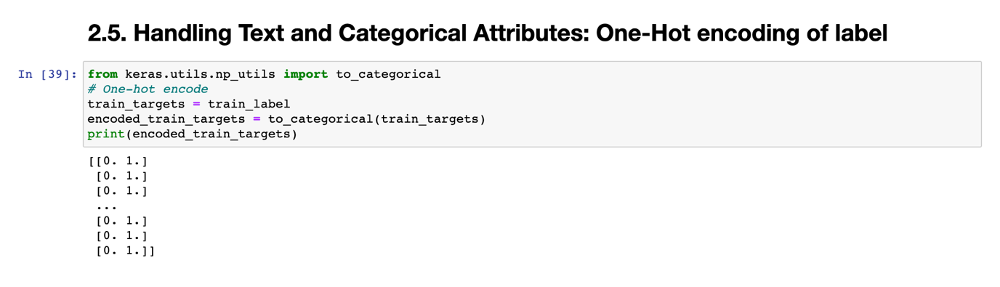 2.5. Handling Text and Categorical Attributes: One-Hot encoding of label
In [39]: from keras.utils.np_utils import to_categorical
# One-hot encode
train_targets = train_label
encoded_train_targets = to_categorical(train_targets)
print(encoded_train_targets)
[[0. 1.]
 [0. 1.]
 [0. 1.]
 ...
 [0. 1.]
 [0. 1.]
 [0. 1.]]